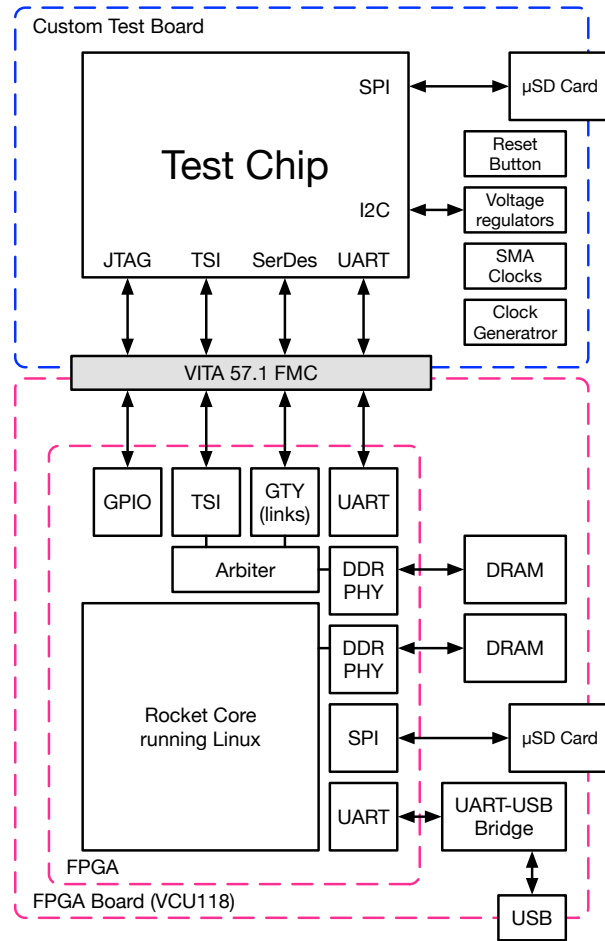 Custom Test Board
SPI
µSD Card
Test Chip
Reset
Button
I2C
Voltage
regulators
JTAG
TSI
SerDes
UART
SMA
Clocks
Clock
Generatror
VITA 57.1 FMC
GPIO
TSI
GTY
(links)
UART
Arbiter
DDR
PHY
DRAM
DDR
PHY
DRAM
Rocket Core
running Linux
SPI
µSD Card
UART
UART-USB
Bridge
FPGA
FPGA Board (VCU118)
USB